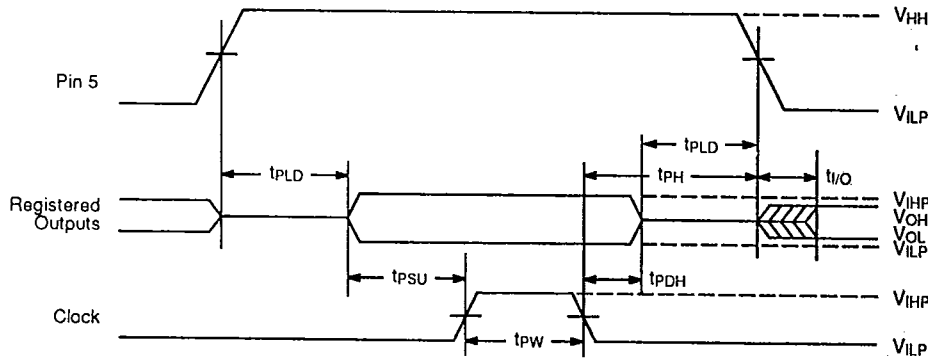 VHH
Pin 5
VILP
tPLD
tPLD
tPH
tI/O
Registered
Outputs
VIHP
VOH
VOL
VILP
tPSU
tPDH
VIHP
Clock
tPW
VILP